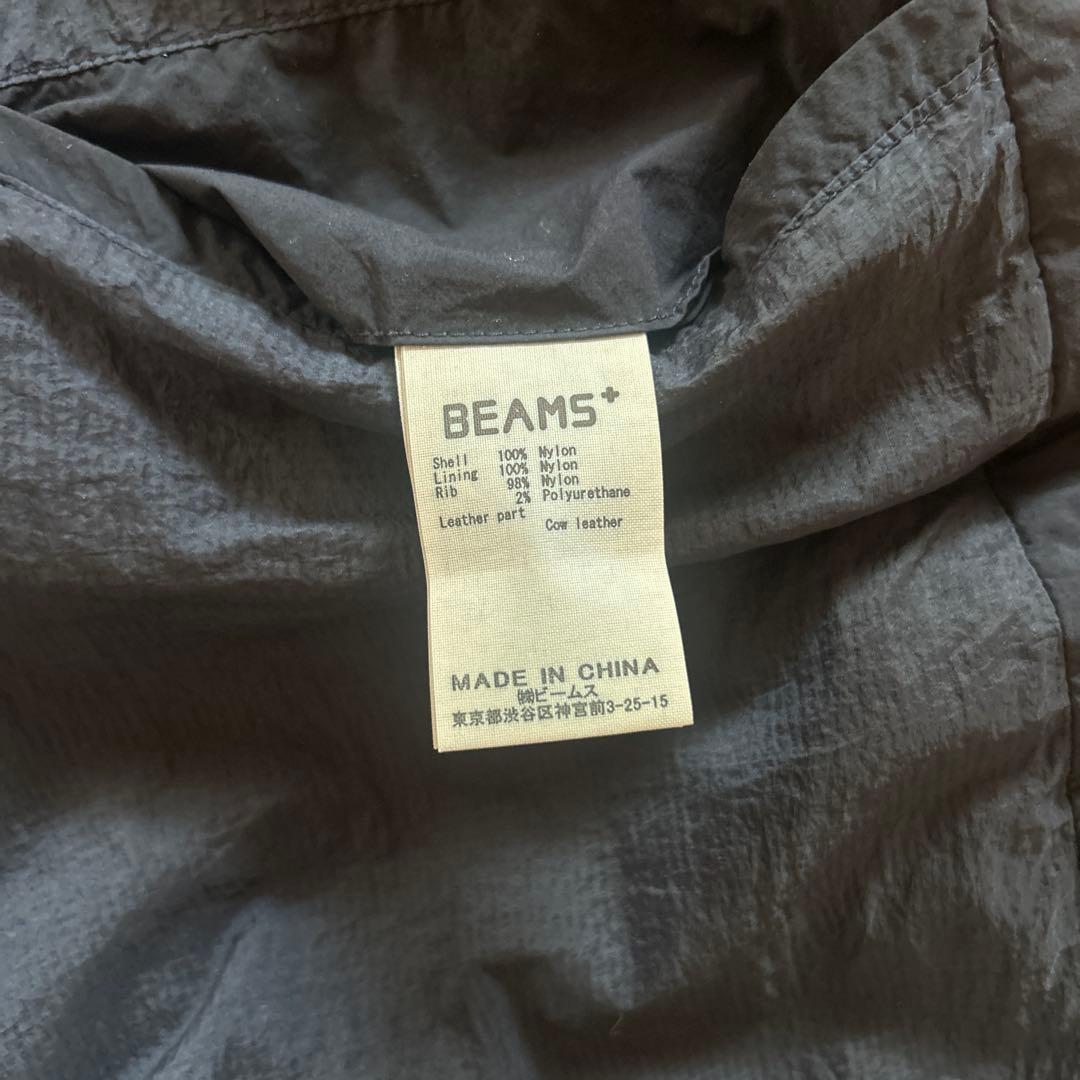 BEAMS+
Shell 100% Nylon
Lining 100% Nylon
Rib 98% Nylon
2% Polyurethane
Leather part Cow leather
MADE IN CHINA
㈱ビームス
東京都渋谷区神宮前3-25-15